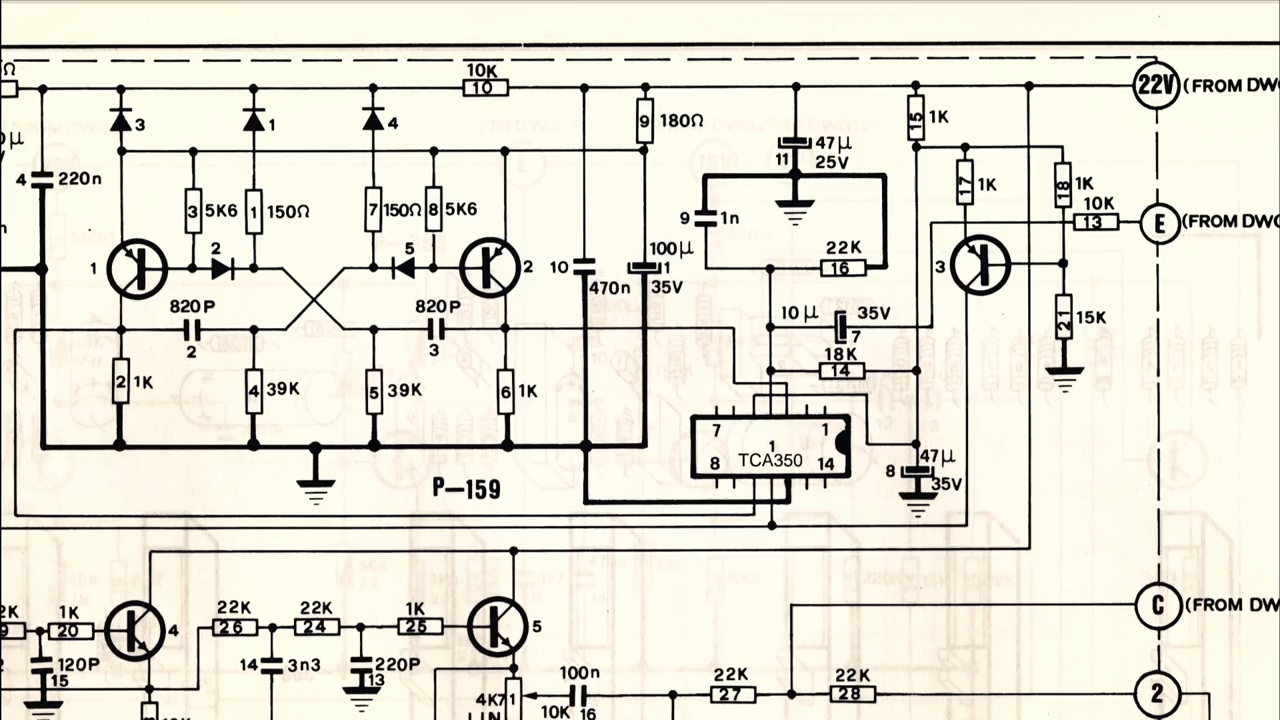 Ω
10K
10
22V
(FROM DWG
3
1
4
9
180Ω
47µ
25V
11
15
1K
4
220n
3
5K6
1
150Ω
7
150Ω
8
5K6
9
1n
17
1K
18
1K
10K
13
E
(FROM DWG
1
2
5
2
10
470n
100µ
1
35V
22K
16
3
820P
2
820P
3
10µ
35V
7
21
15K
18K
14
2
1K
4
39K
5
39K
6
1K
7
1
1
TCA350
8
14
47µ
8
35V
P-159
C
(FROM DW
2K
9
1K
20
4
22K
26
22K
24
1K
25
5
120P
15
14
3n3
220P
13
100n
4K7
1
LIN
10K
16
22K
27
22K
28
2